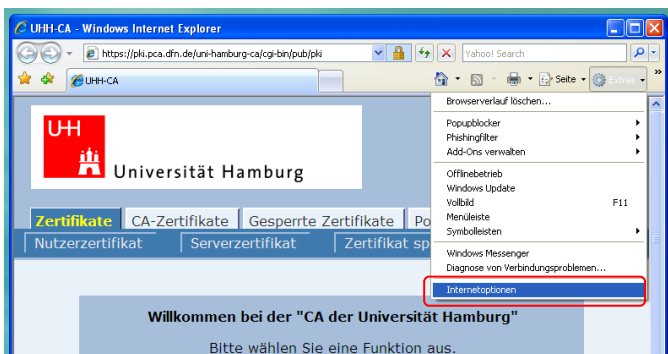 UHH-CA - Windows Internet Explorer
https://pki.pca.dfn.de/uni-hamburg-ca/cgi-bin/pub/pki
Yahoo! Search
UHH-CA
Seite
Extras
»
Browserverlauf löschen...
Popupblocker
Phishingfilter
Add-Ons verwalten
Offlinebetrieb
Windows Update
Vollbild F11
Menüleiste
Symbolleisten
Windows Messenger
Diagnose von Verbindungsproblemen...
Internetoptionen
UH
Universität Hamburg
Zertifikate CA-Zertifikate Gesperrte Zertifikate Po
Nutzerzertifikat Serverzertifikat Zertifikat sp
Willkommen bei der "CA der Universität Hamburg"
Bitte wählen Sie eine Funktion aus.